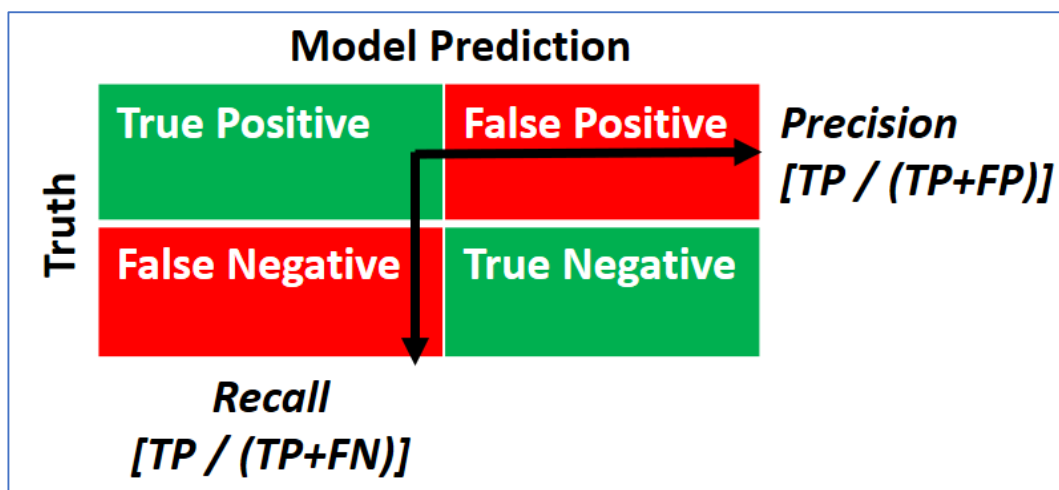 Model Prediction
True Positive
False Positive
Precision
[TP / (TP+FP)]
Truth
False Negative
True Negative
Recall
[TP / (TP+FN)]